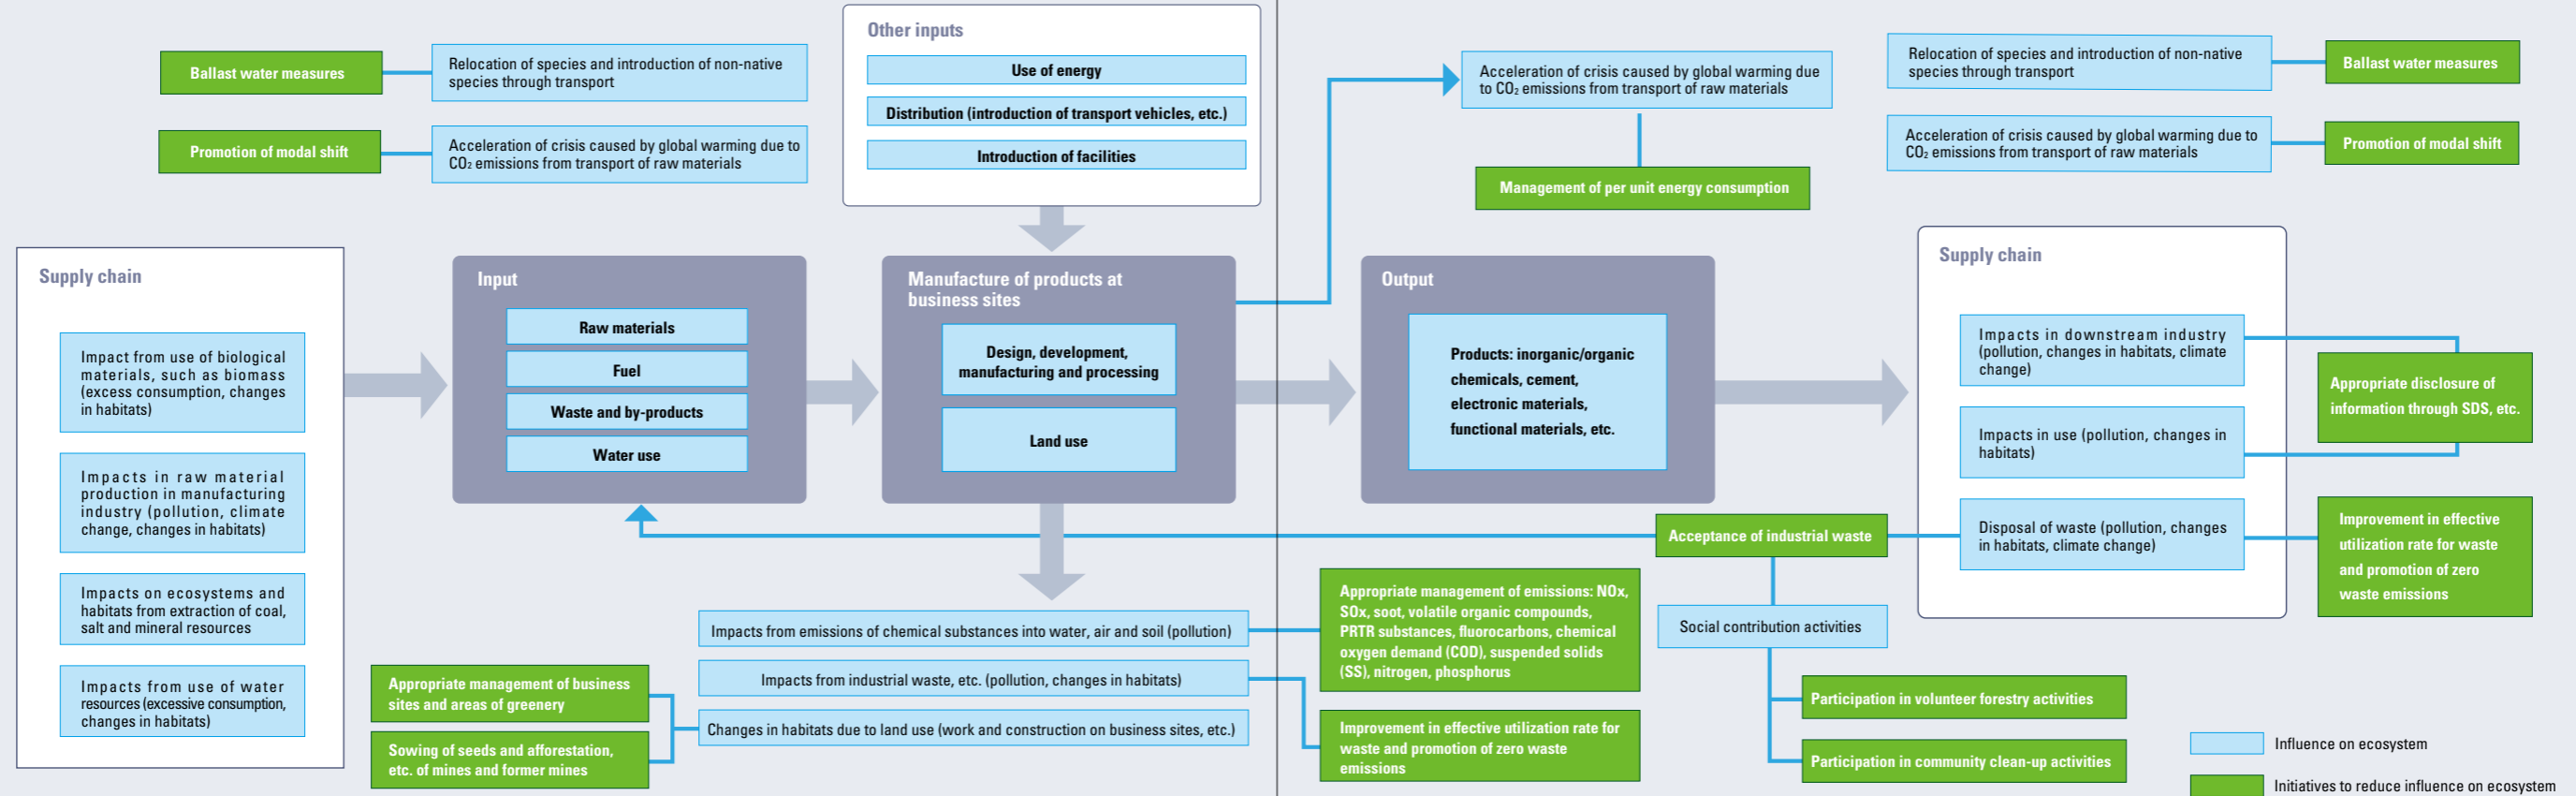 Ballast water measures
Relocation of species and introduction of non-native
species through transport
Promotion of modal shift
Acceleration of crisis caused by global warming due to
CO₂ emissions from transport of raw materials
Other inputs
Use of energy
Distribution (introduction of transport vehicles, etc.)
Introduction of facilities
Acceleration of crisis caused by global warming due
to CO₂ emissions from transport of raw materials
Management of per unit energy consumption
Relocation of species and introduction of non-native
species through transport
Ballast water measures
Acceleration of crisis caused by global warming due to
CO₂ emissions from transport of raw materials
Promotion of modal shift
Supply chain
Impact from use of biological
materials, such as biomass
(excess consumption, changes
in habitats)
Impacts in raw material
production in manufacturing
industry (pollution, climate
change, changes in habitats)
Impacts on ecosystems and
habitats from extraction of coal,
salt and mineral resources
Impacts from use of water
resources (excessive consumption,
changes in habitats)
Input
Raw materials
Fuel
Waste and by-products
Water use
Manufacture of products at
business sites
Design, development,
manufacturing and processing
Land use
Output
Products: inorganic/organic
chemicals, cement,
electronic materials,
functional materials, etc.
Supply chain
Impacts in downstream industry
(pollution, changes in habitats, climate
change)
Impacts in use (pollution, changes in
habitats)
Disposal of waste (pollution, changes
in habitats, climate change)
Appropriate disclosure of
information through SDS, etc.
Improvement in effective
utilization rate for waste
and promotion of zero
waste emissions
Acceptance of industrial waste
Social contribution activities
Participation in volunteer forestry activities
Participation in community clean-up activities
Impacts from emissions of chemical substances into water, air and soil (pollution)
Impacts from industrial waste, etc. (pollution, changes in habitats)
Changes in habitats due to land use (work and construction on business sites, etc.)
Appropriate management of business
sites and areas of greenery
Sowing of seeds and afforestation,
etc. of mines and former mines
Appropriate management of emissions: NOx,
SOx, soot, volatile organic compounds,
PRTR substances, fluorocarbons, chemical
oxygen demand (COD), suspended solids
(SS), nitrogen, phosphorus
Improvement in effective utilization rate for
waste and promotion of zero waste
emissions
Influence on ecosystem
Initiatives to reduce influence on ecosystem